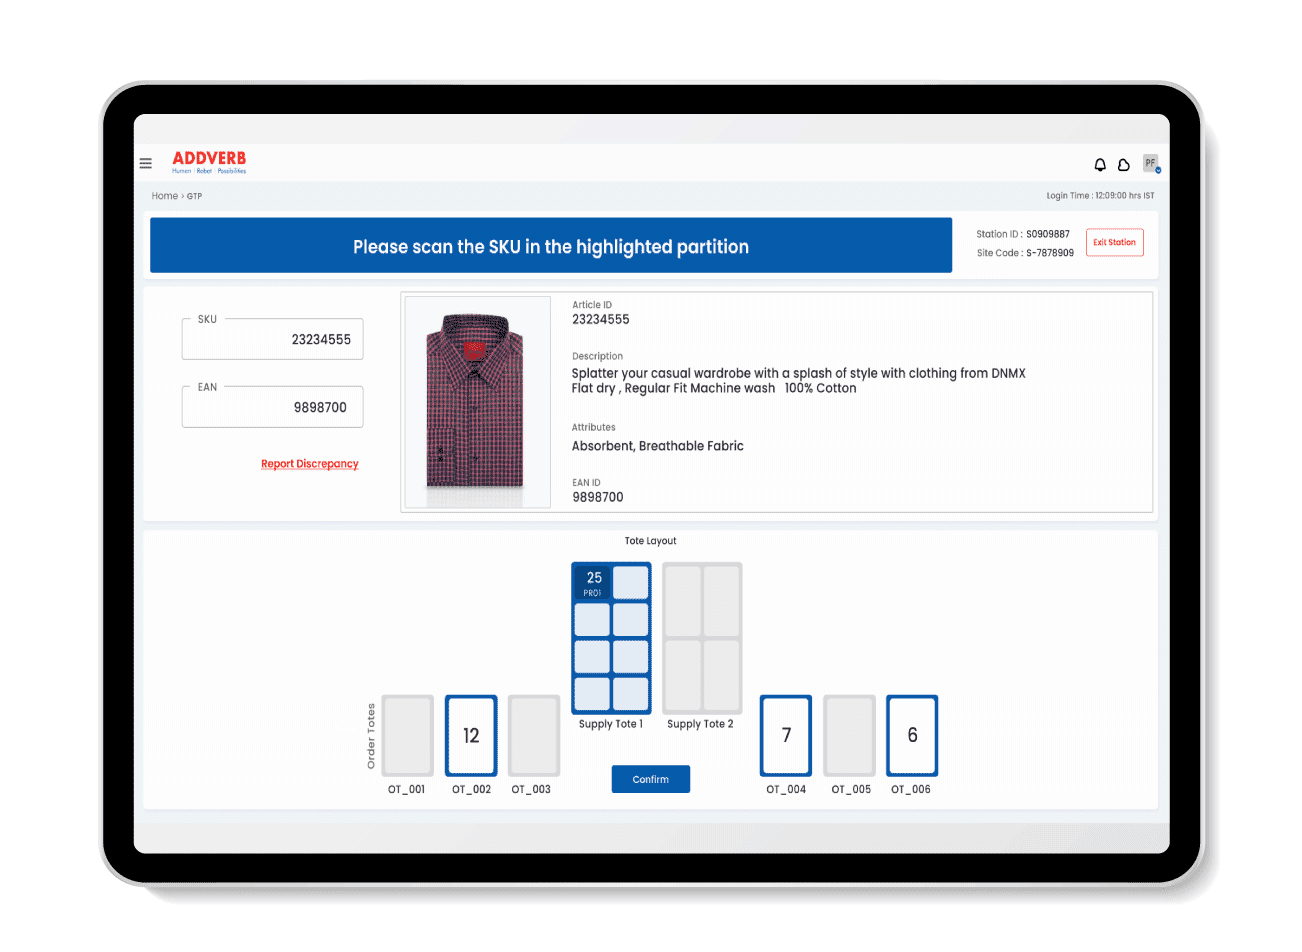 ADDVERB
Human | Robot | Possibilities
PF
Home > GTP
Login Time : 12:09:00 hrs IST
Please scan the SKU in the highlighted partition
Station ID : S0909887
Site Code : S-7878909
Exit Station
SKU
23234555
EAN
9898700
Report Discrepancy
Article ID
23234555
Description
Splatter your casual wardrobe with a splash of style with clothing from DNMX
Flat dry , Regular Fit Machine wash 100% Cotton
Attributes
Absorbent, Breathable Fabric
EAN ID
9898700
Tote Layout
25
PR01
Supply Tote 1
Supply Tote 2
Order Totes
12
7
6
Confirm
OT_001
OT_002
OT_003
OT_004
OT_005
OT_006